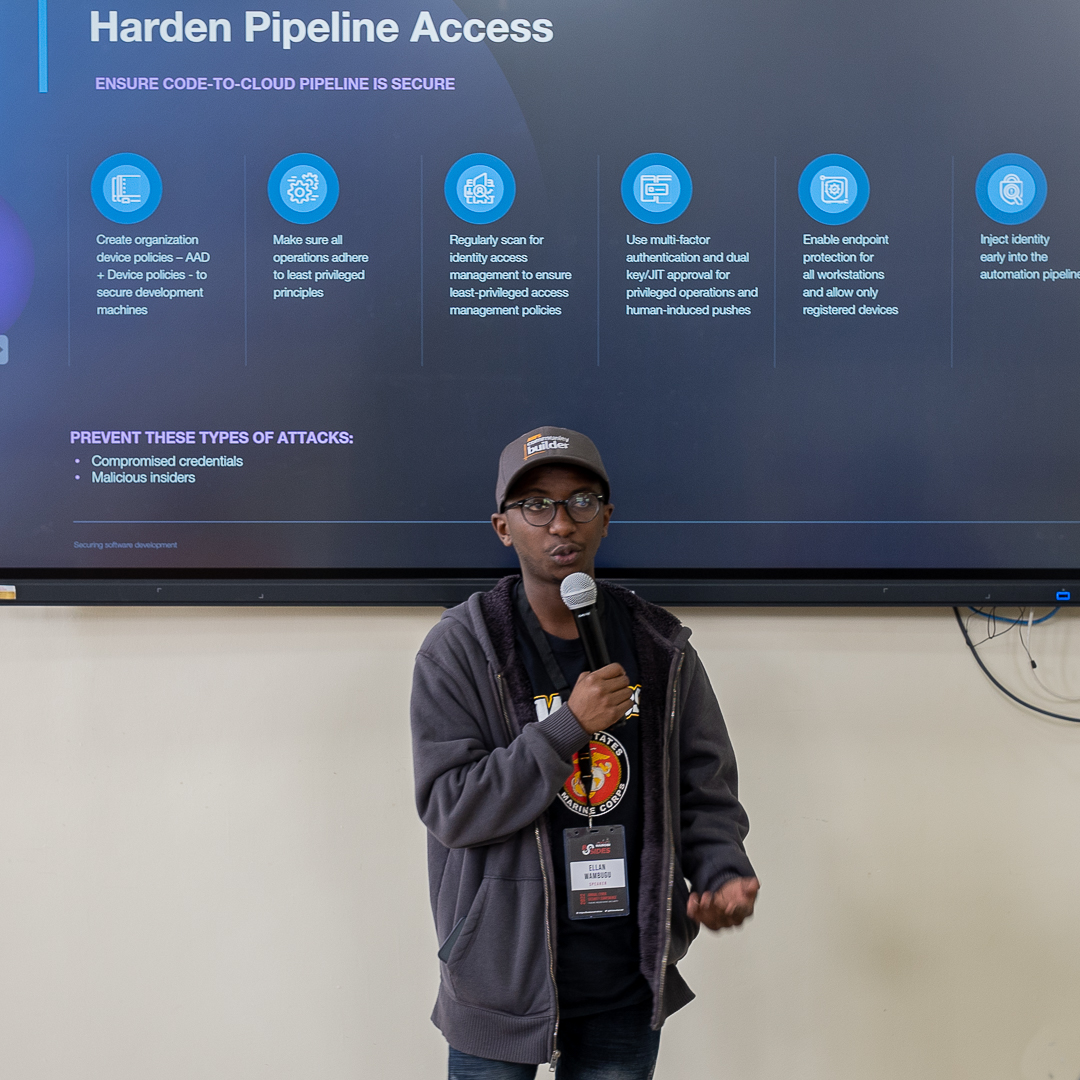 Harden Pipeline Access
ENSURE CODE-TO-CLOUD PIPELINE IS SECURE
Create organization
device policies – AAD
+ Device policies - to
secure development
machines
Make sure all
operations adhere
to least privileged
principles
Regularly scan for
identity access
management to ensure
least-privileged access
management policies
Use multi-factor
authentication and dual
key/JIT approval for
privileged operations and
human-induced pushes
Enable endpoint
protection for
all workstations
and allow only
registered devices
Inject identity
early into the
automation pipeline
PREVENT THESE TYPES OF ATTACKS:
• Compromised credentials
• Malicious insiders
Securing software development
community
builder
MARINE CORPS
SIDES
ELLAN
WAMBUGU
SPEAKER